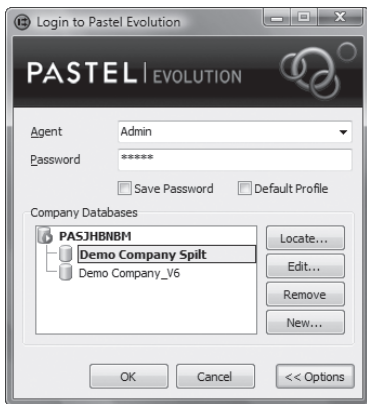 Login to Pastel Evolution
PASTEL EVOLUTION
Agent Admin
Password *****
Save Password Default Profile
Company Databases
PASJHBNBM
Demo Company Spilt
Demo Company_V6
Locate...
Edit...
Remove
New...
OK Cancel << Options